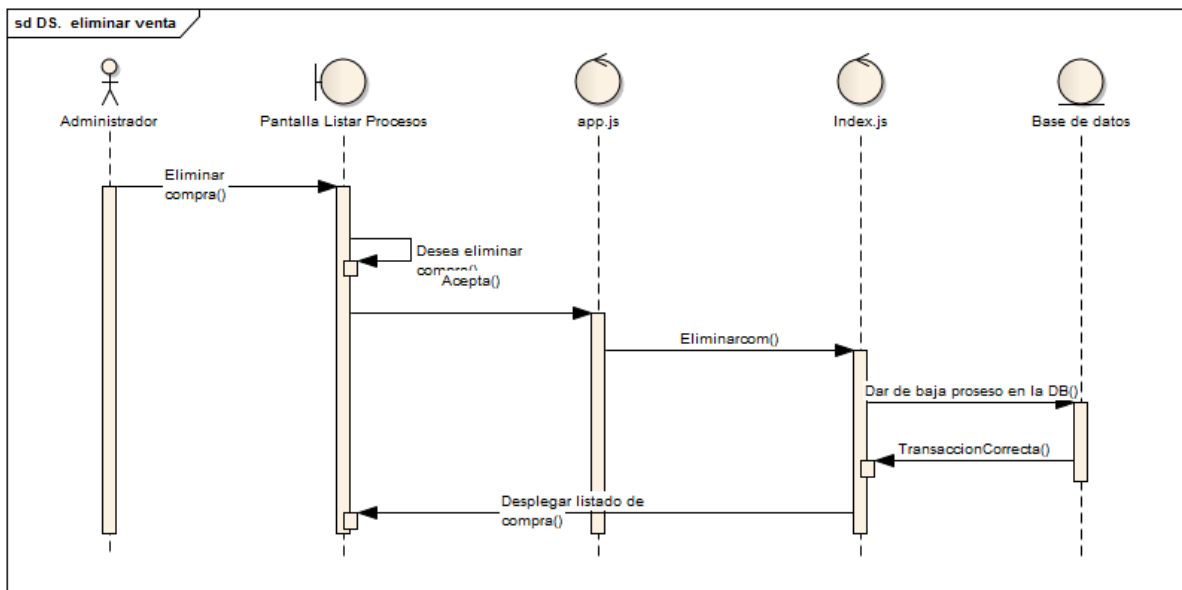 sd DS. eliminar venta
Administrador
Pantalla Listar Procesos
app.js
Index.js
Base de datos
Eliminar
compra()
Desea eliminar
compra()
Acepta()
Eliminarcom()
Dar de baja proseso en la DB()
TransaccionCorrecta()
Desplegar listado de
compra()